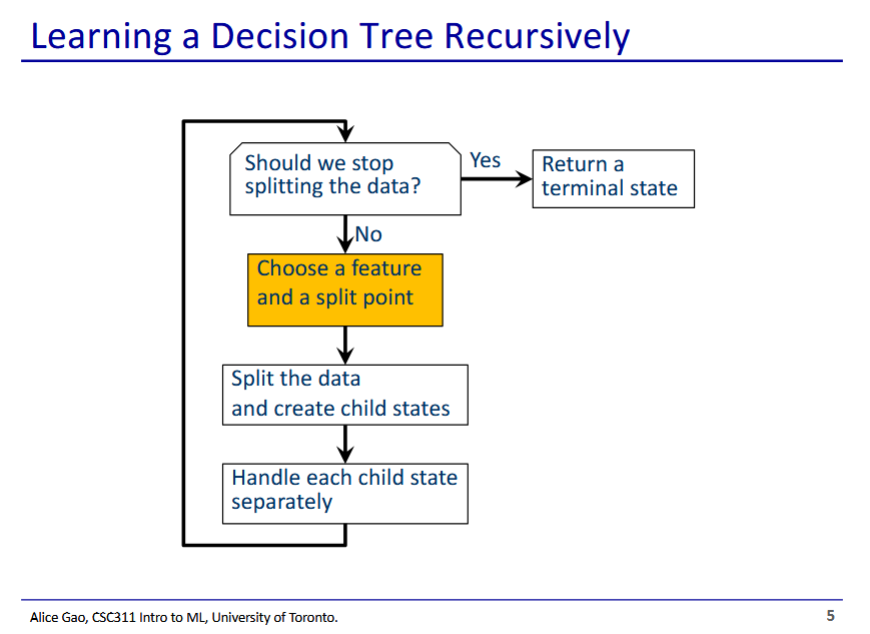 Learning a Decision Tree Recursively
Should we stop
splitting the data?
Yes
Return a
terminal state
No
Choose a feature
and a split point
Split the data
and create child states
Handle each child state
separately
Alice Gao, CSC311 Intro to ML, University of Toronto.
5